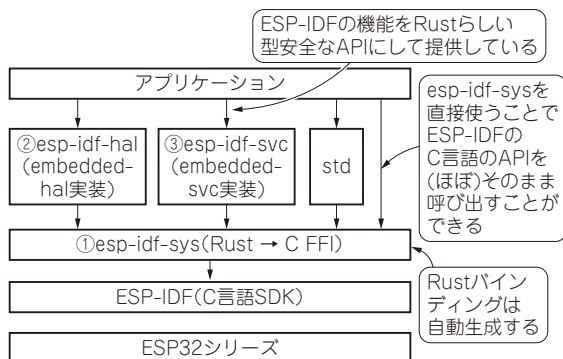 ESP-IDFの機能をRustらしい
型安全なAPIにして提供している
アプリケーション
②esp-idf-hal
(embedded-
hal実装)
③esp-idf-svc
(embedded-
svc実装)
std
esp-idf-sysを
直接使うことで
ESP-IDFの
C言語のAPIを
(ほぼ)そのまま
呼び出すことが
できる
①esp-idf-sys(Rust → C FFI)
Rustバイン
ディングは
自動生成する
ESP-IDF(C言語SDK)
ESP32シリーズ